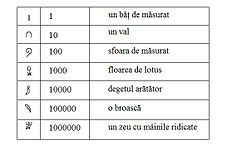 1 un băț de măsurat
10 un val
100 sfoara de măsurat
1000 floarea de lotus
10000 degetul arătător
100000 o broască
1000000 un zeu cu mâinile ridicate